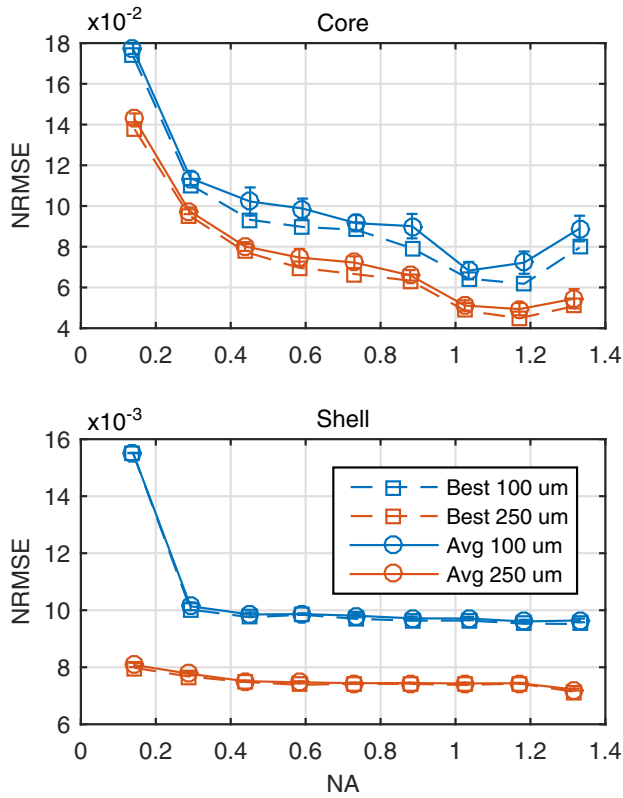 x10-2
Core
18
16
14
12
10
8
6
4
NRMSE
0 0.2 0.4 0.6 0.8 1 1.2 1.4
x10-3
Shell
16
14
12
10
8
6
NRMSE
Best 100 um
Best 250 um
Avg 100 um
Avg 250 um
0 0.2 0.4 0.6 0.8 1 1.2 1.4
NA